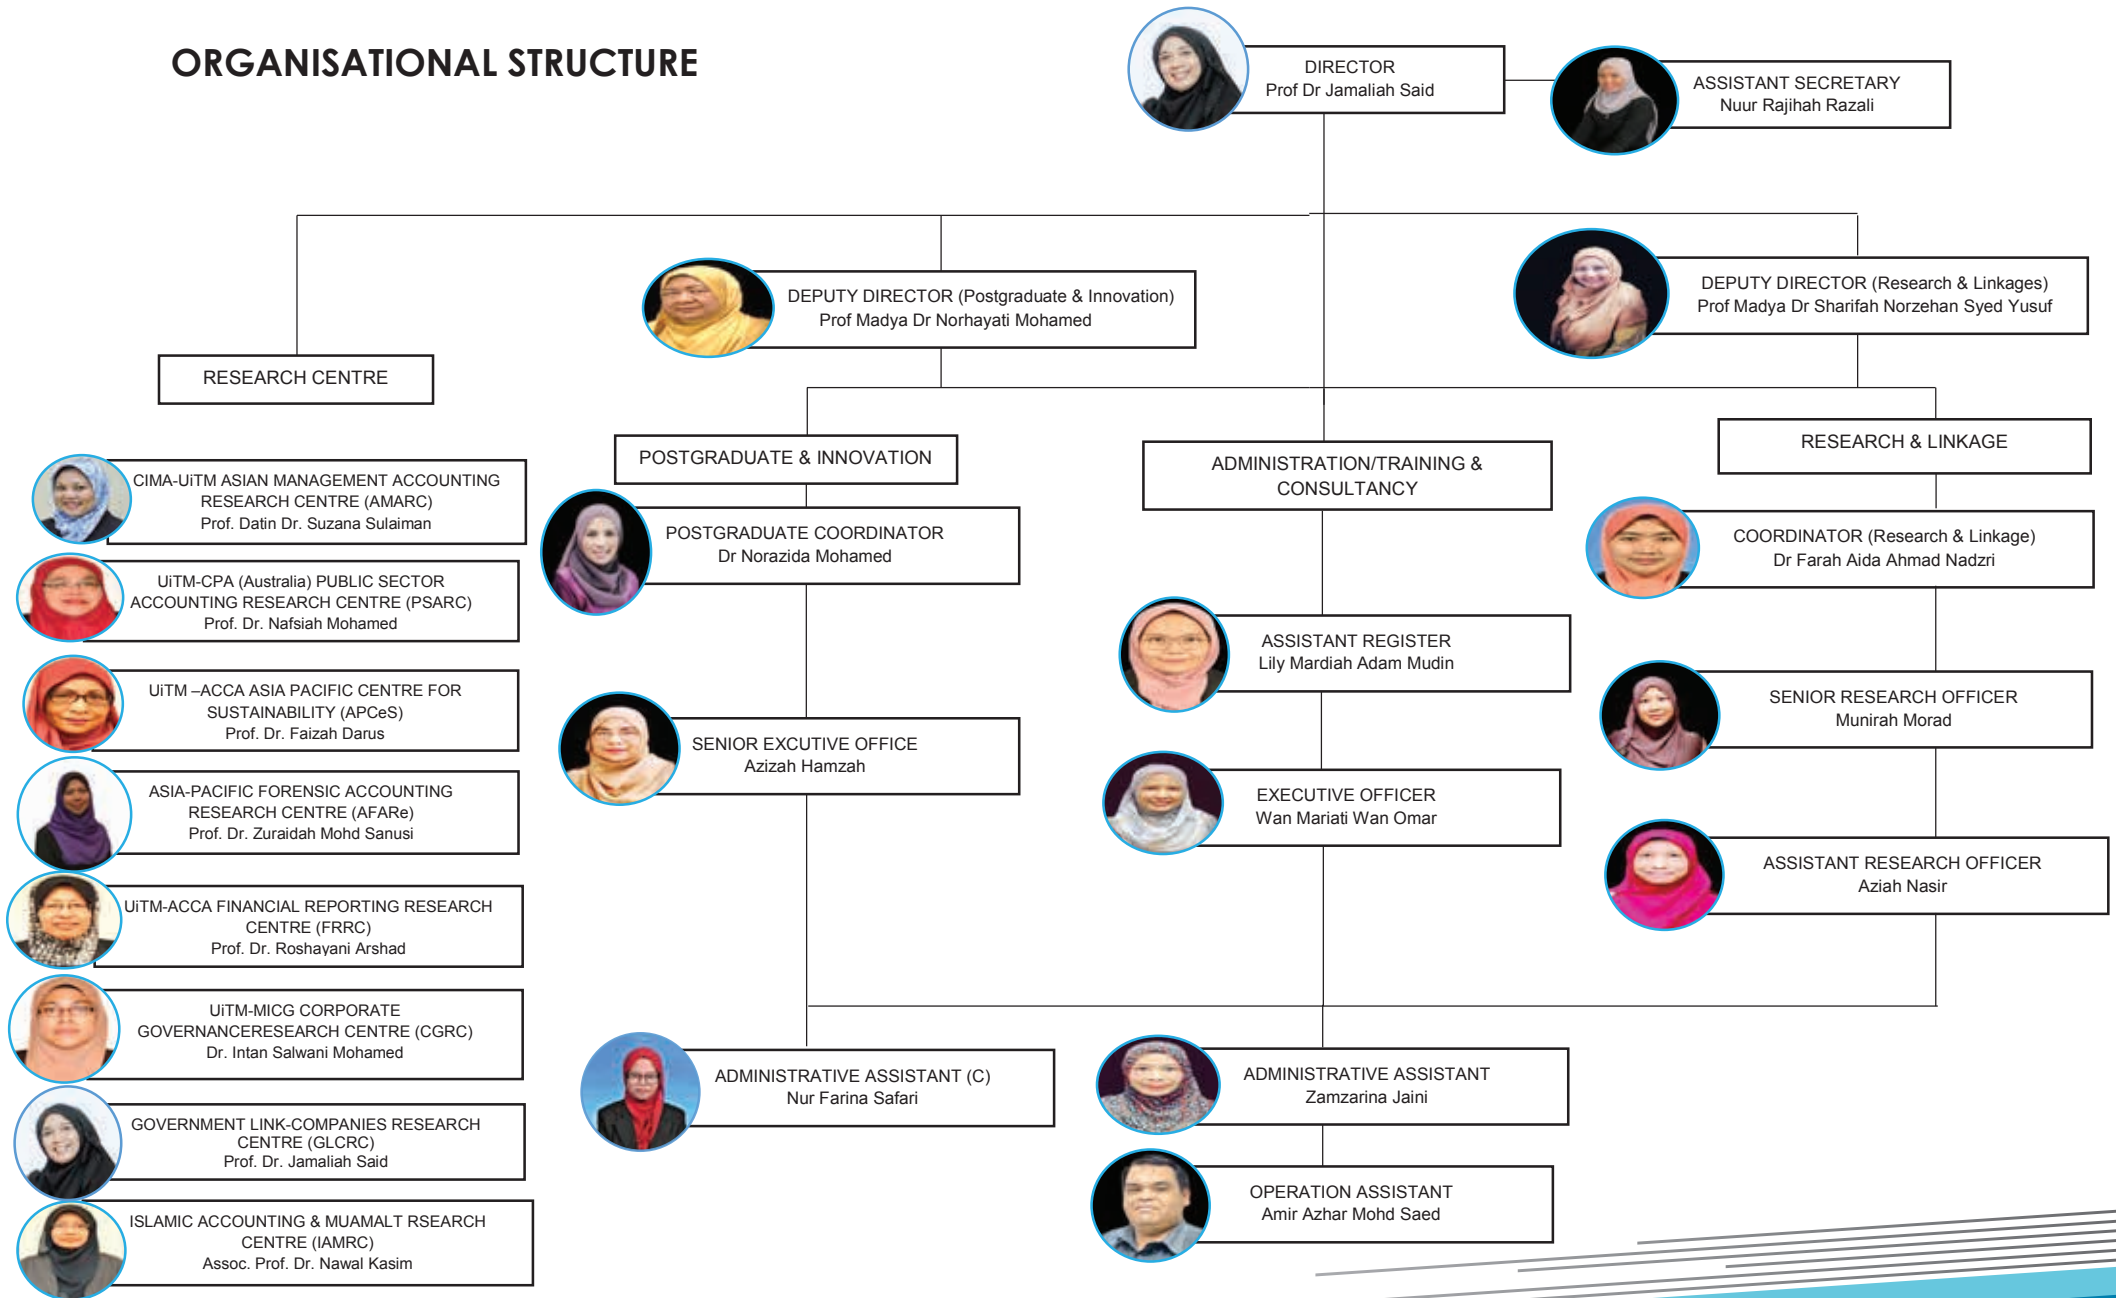 ORGANISATIONAL STRUCTURE
DIRECTOR
Prof Dr Jamaliah Said
ASSISTANT SECRETARY
Nuur Rajihah Razali
DEPUTY DIRECTOR (Postgraduate & Innovation)
Prof Madya Dr Norhayati Mohamed
DEPUTY DIRECTOR (Research & Linkages)
Prof Madya Dr Sharifah Norzehan Syed Yusuf
RESEARCH CENTRE
CIMA-UiTM ASIAN MANAGEMENT ACCOUNTING
RESEARCH CENTRE (AMARC)
Prof. Datin Dr. Suzana Sulaiman
UiTM-CPA (Australia) PUBLIC SECTOR
ACCOUNTING RESEARCH CENTRE (PSARC)
Prof. Dr. Nafsiah Mohamed
UiTM –ACCA ASIA PACIFIC CENTRE FOR
SUSTAINABILITY (APCeS)
Prof. Dr. Faizah Darus
ASIA-PACIFIC FORENSIC ACCOUNTING
RESEARCH CENTRE (AFARe)
Prof. Dr. Zuraidah Mohd Sanusi
UiTM-ACCA FINANCIAL REPORTING RESEARCH
CENTRE (FRRC)
Prof. Dr. Roshayani Arshad
UiTM-MICG CORPORATE
GOVERNANCERESEARCH CENTRE (CGRC)
Dr. Intan Salwani Mohamed
GOVERNMENT LINK-COMPANIES RESEARCH
CENTRE (GLCRC)
Prof. Dr. Jamaliah Said
ISLAMIC ACCOUNTING & MUAMALT RSEARCH
CENTRE (IAMRC)
Assoc. Prof. Dr. Nawal Kasim
POSTGRADUATE & INNOVATION
POSTGRADUATE COORDINATOR
Dr Norazida Mohamed
SENIOR EXCUTIVE OFFICE
Azizah Hamzah
ADMINISTRATIVE ASSISTANT (C)
Nur Farina Safari
ADMINISTRATION/TRAINING &
CONSULTANCY
ASSISTANT REGISTER
Lily Mardiah Adam Mudin
EXECUTIVE OFFICER
Wan Mariati Wan Omar
ADMINISTRATIVE ASSISTANT
Zamzarina Jaini
OPERATION ASSISTANT
Amir Azhar Mohd Saed
RESEARCH & LINKAGE
COORDINATOR (Research & Linkage)
Dr Farah Aida Ahmad Nadzri
SENIOR RESEARCH OFFICER
Munirah Morad
ASSISTANT RESEARCH OFFICER
Aziah Nasir